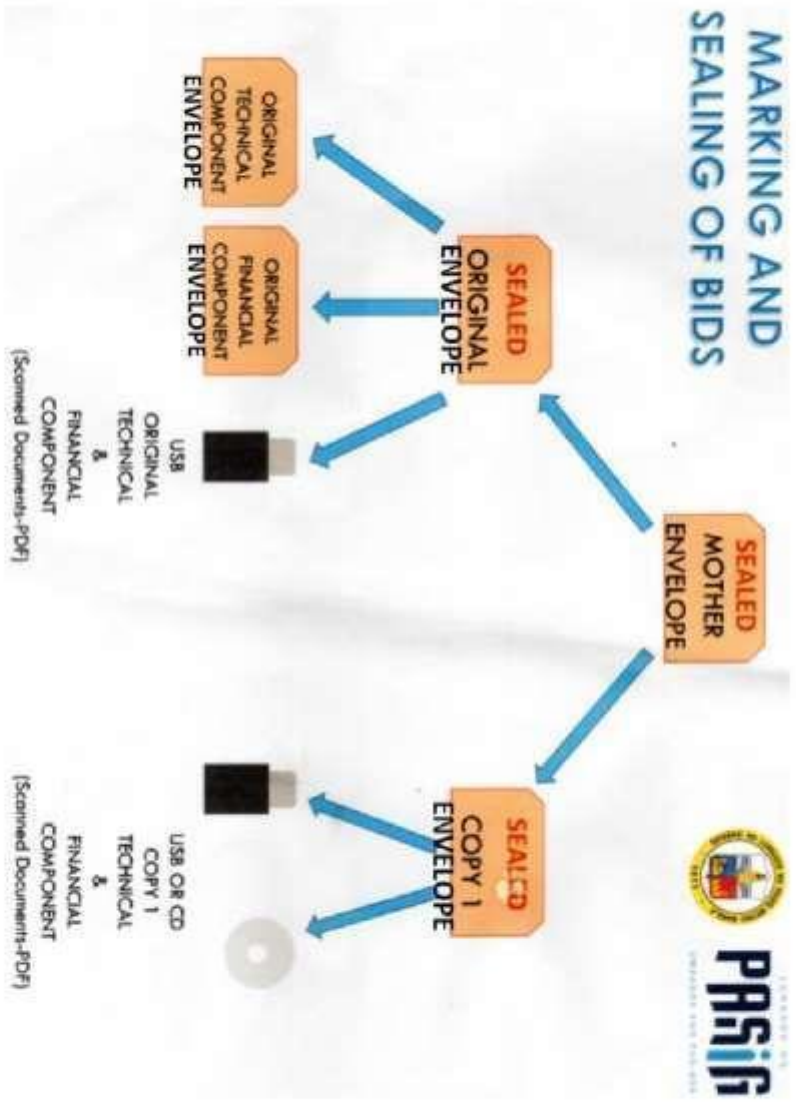 MARKING AND
SEALING OF BIDS
PASiG
SEALED
MOTHER
ENVELOPE
SEALED
ORIGINAL
ENVELOPE
SEALED
COPY 1
ENVELOPE
ORIGINAL
TECHNICAL
COMPONENT
ENVELOPE
ORIGINAL
FINANCIAL
COMPONENT
ENVELOPE
USB
ORIGINAL
TECHNICAL
&
FINANCIAL
COMPONENT
(Scanned Documents-PDF)
USB OR CD
COPY 1
TECHNICAL
&
FINANCIAL
COMPONENT
(Scanned Documents-PDF)